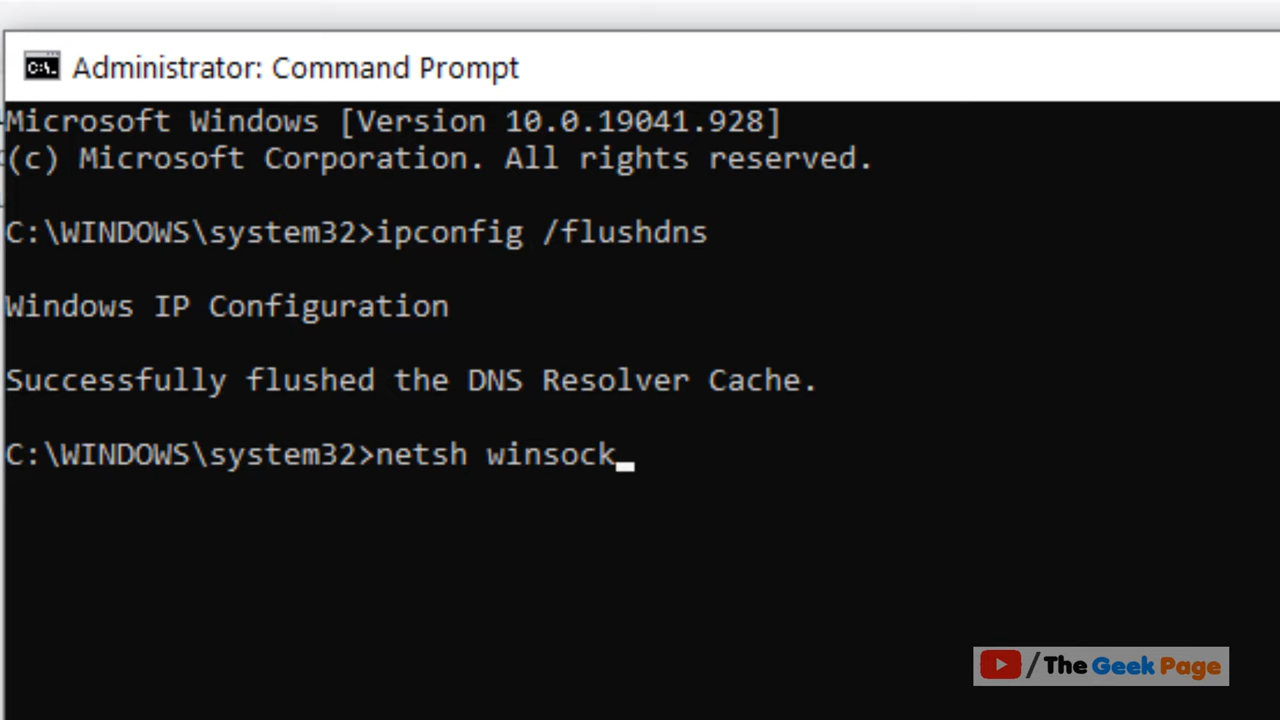 Administrator: Command Prompt
Microsoft Windows [Version 10.0.19041.928]
(c) Microsoft Corporation. All rights reserved.
C:\WINDOWS\system32>ipconfig /flushdns
Windows IP Configuration
Successfully flushed the DNS Resolver Cache.
C:\WINDOWS\system32>netsh winsock
/The Geek Page